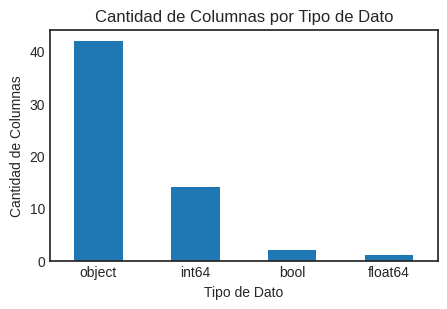 Cantidad de Columnas por Tipo de Dato
Cantidad de Columnas
40
30
20
10
0
object int64 bool float64
Tipo de Dato